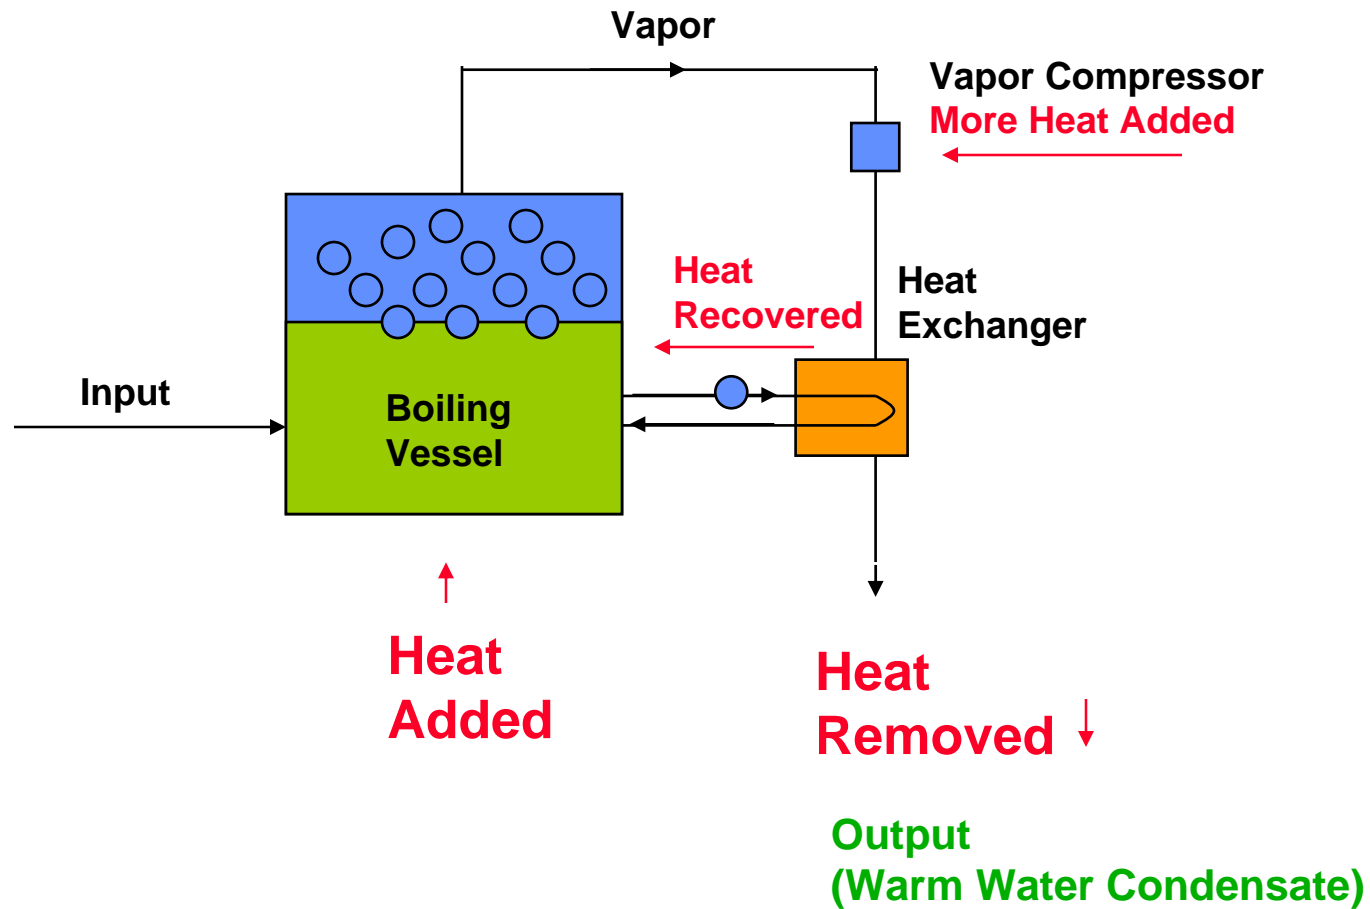 Vapor
Vapor Compressor
More Heat Added
Heat
Recovered
Heat
Exchanger
Input
Boiling
Vessel
Heat
Added
Heat
Removed
Output
(Warm Water Condensate)